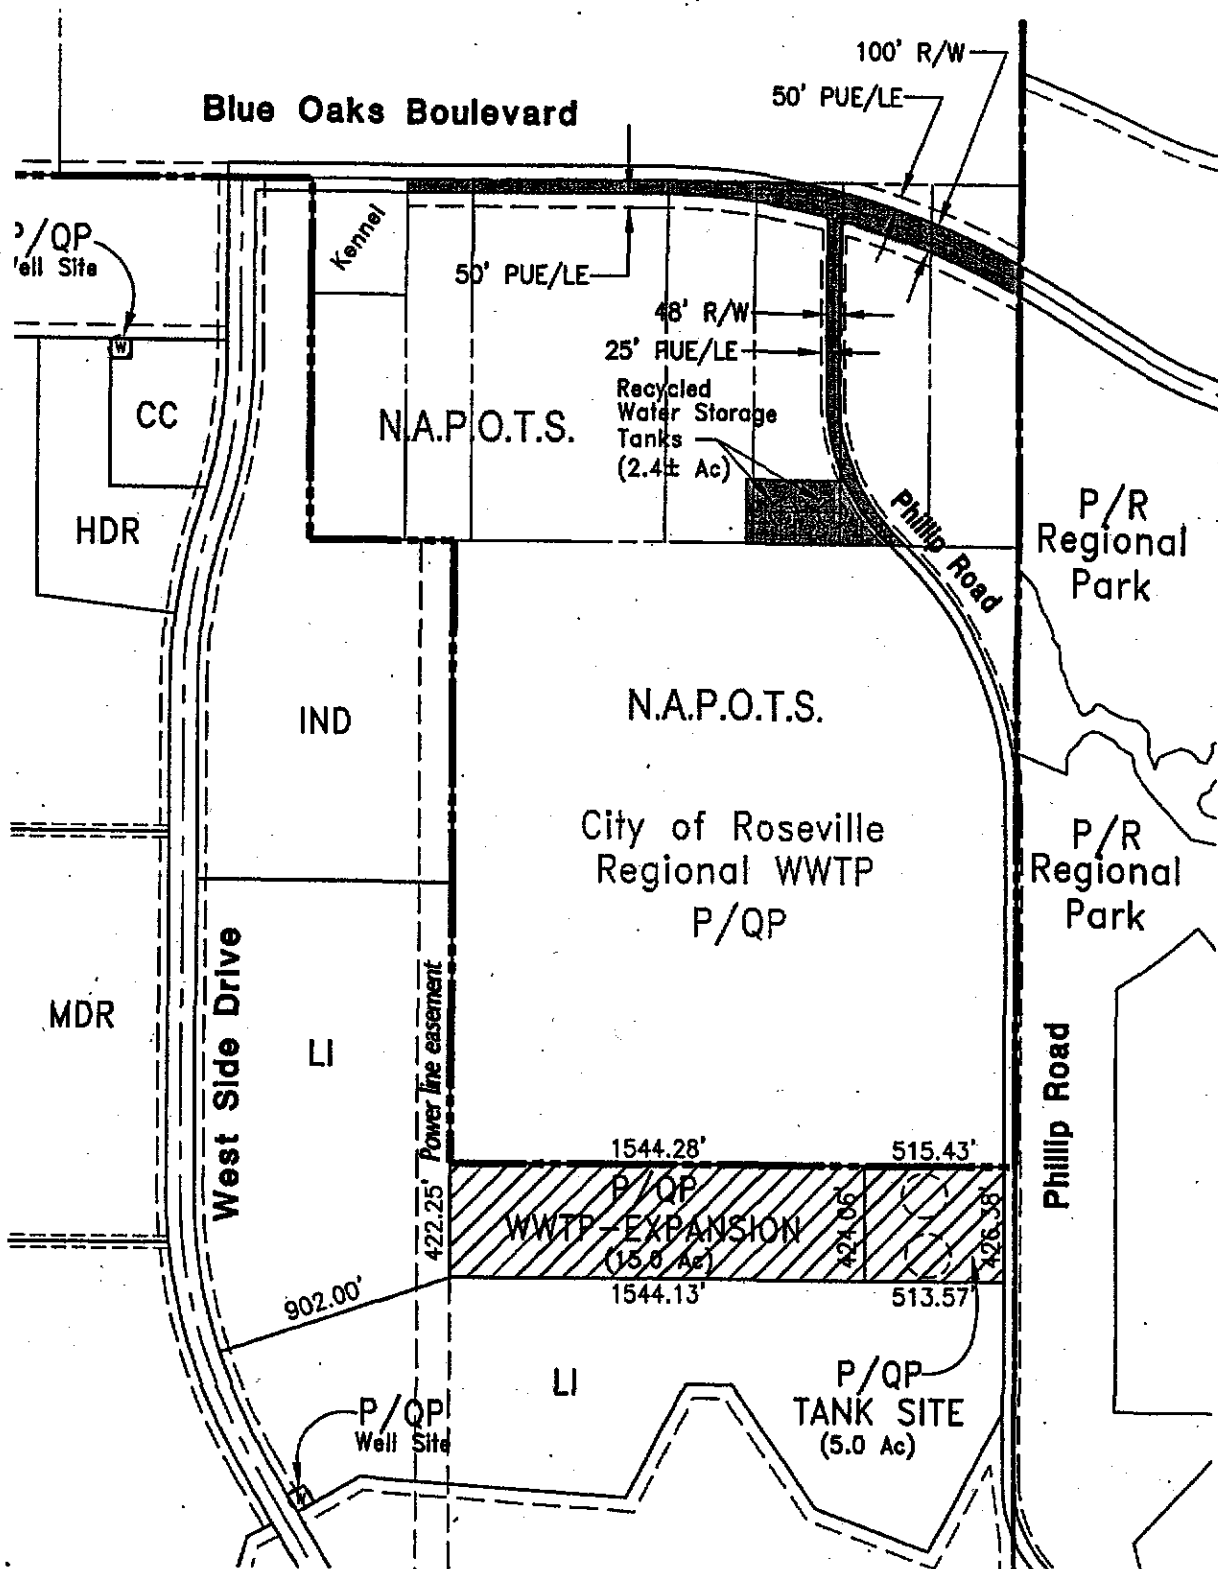 100' R/W
50' PUE/LE
Blue Oaks Boulevard
P/QP
Well Site
Kennel
50' PUE/LE
48' R/W
25' PUE/LE
W
CC
N.A.P.O.T.S.
Recycled
Water Storage
Tanks
(2.4± Ac)
HDR
Phillip Road
P/R
Regional
Park
IND
N.A.P.O.T.S.
City of Roseville
Regional WWTP
P/QP
P/R
Regional
Park
MDR
West Side Drive
LI
Power line easement
Phillip Road
1544.28'
515.43'
422.25'
P/QP
WWTP-EXPANSION
(15.0 Ac)
424.06'
426.38'
902.00'
1544.13'
513.57'
LI
P/QP
TANK SITE
(5.0 Ac)
P/QP
Well Site
W